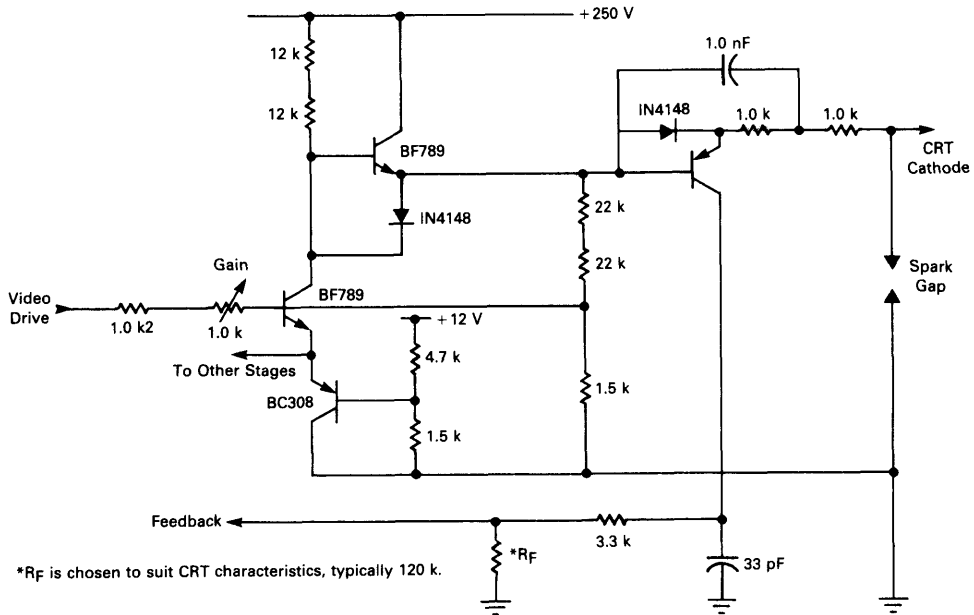 +250 V
12 k
12 k
BF789
IN4148
1.0 nF
IN4148
1.0 k
1.0 k
CRT
Cathode
22 k
22 k
Spark
Gap
Gain
BF789
Video
Drive
1.0 k2
1.0 k
+12 V
To Other Stages
4.7 k
BC308
1.5 k
1.5 k
Feedback
3.3 k
*RF
33 pF
*RF is chosen to suit CRT characteristics, typically 120 k.